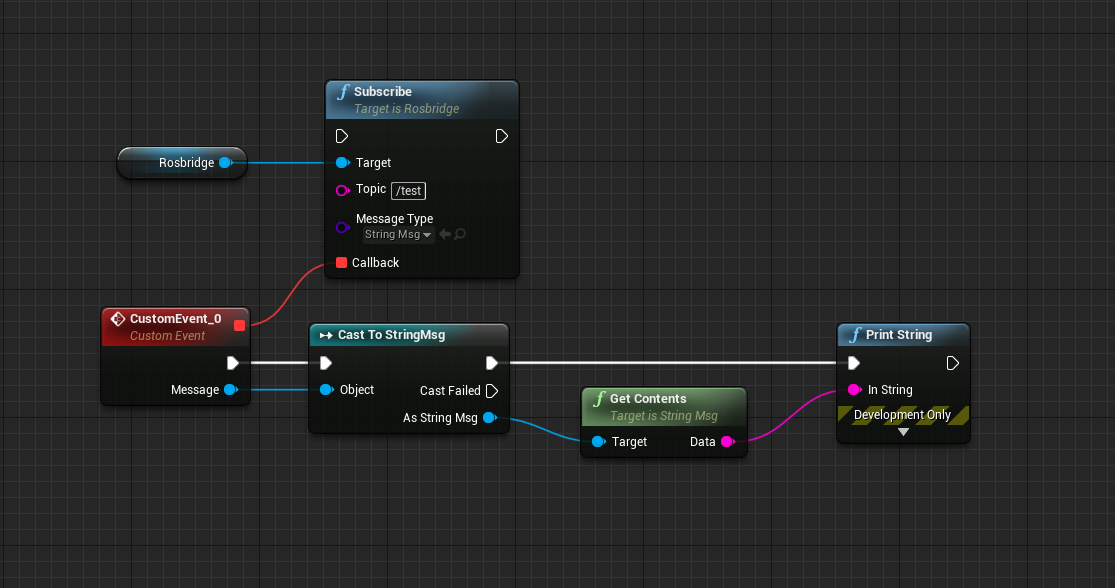 Subscribe
Target is Rosbridge
Rosbridge
Target
Topic /test
Message Type
String Msg
Callback
CustomEvent_0
Custom Event
Message
Cast To StringMsg
Object
Cast Failed
As String Msg
Get Contents
Target is String Msg
Target Data
Print String
In String
Development Only